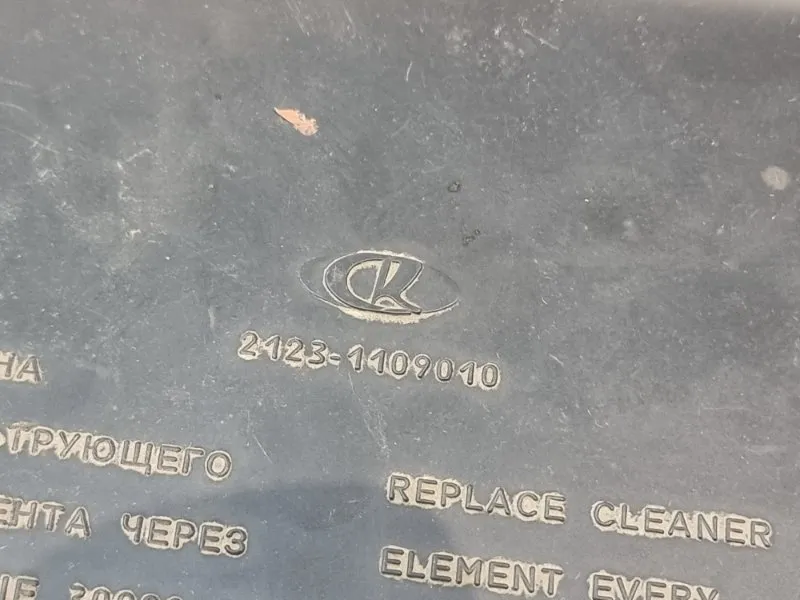 2123-1109010
НА
ТРУЮЩЕГО
ЕНТА ЧЕРЕЗ
REPLACE CLEANER
ELEMENT EVERY